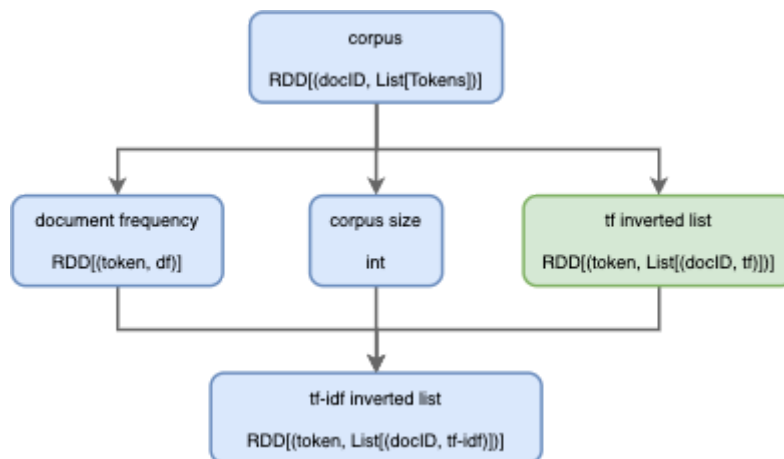 corpus
RDD[(docID, List[Tokens])]
document frequency
RDD[(token, df)]
corpus size
int
tf inverted list
RDD[(token, List[(docID, tf)])]
tf-idf inverted list
RDD[(token, List[(docID, tf-idf)])]